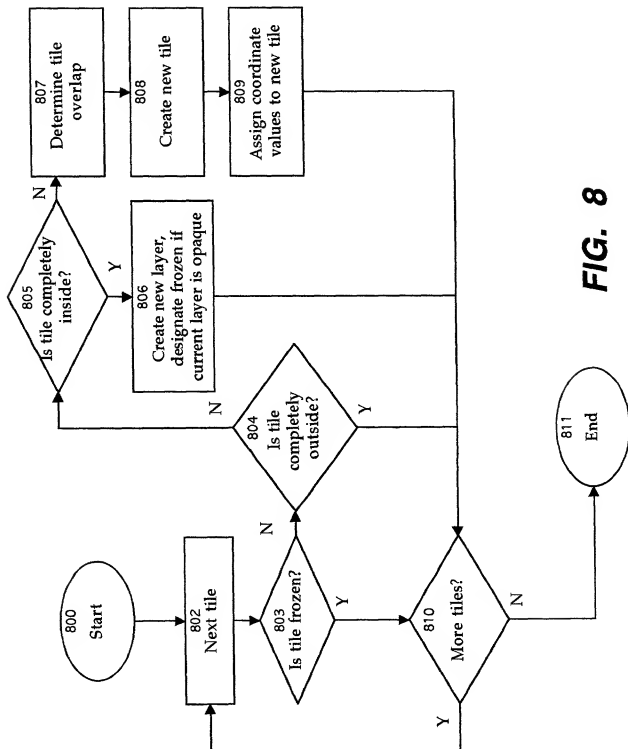 800
Start
802
Next tile
803
Is tile frozen?
N
Y
804
Is tile
completely
outside?
N
Y
805
Is tile completely
inside?
N
Y
806
Create new layer,
designate frozen if
current layer is opaque
807
Determine tile
overlap
808
Create new tile
809
Assign coordinate
values to new tile
810
More tiles?
Y
N
811
End
FIG. 8